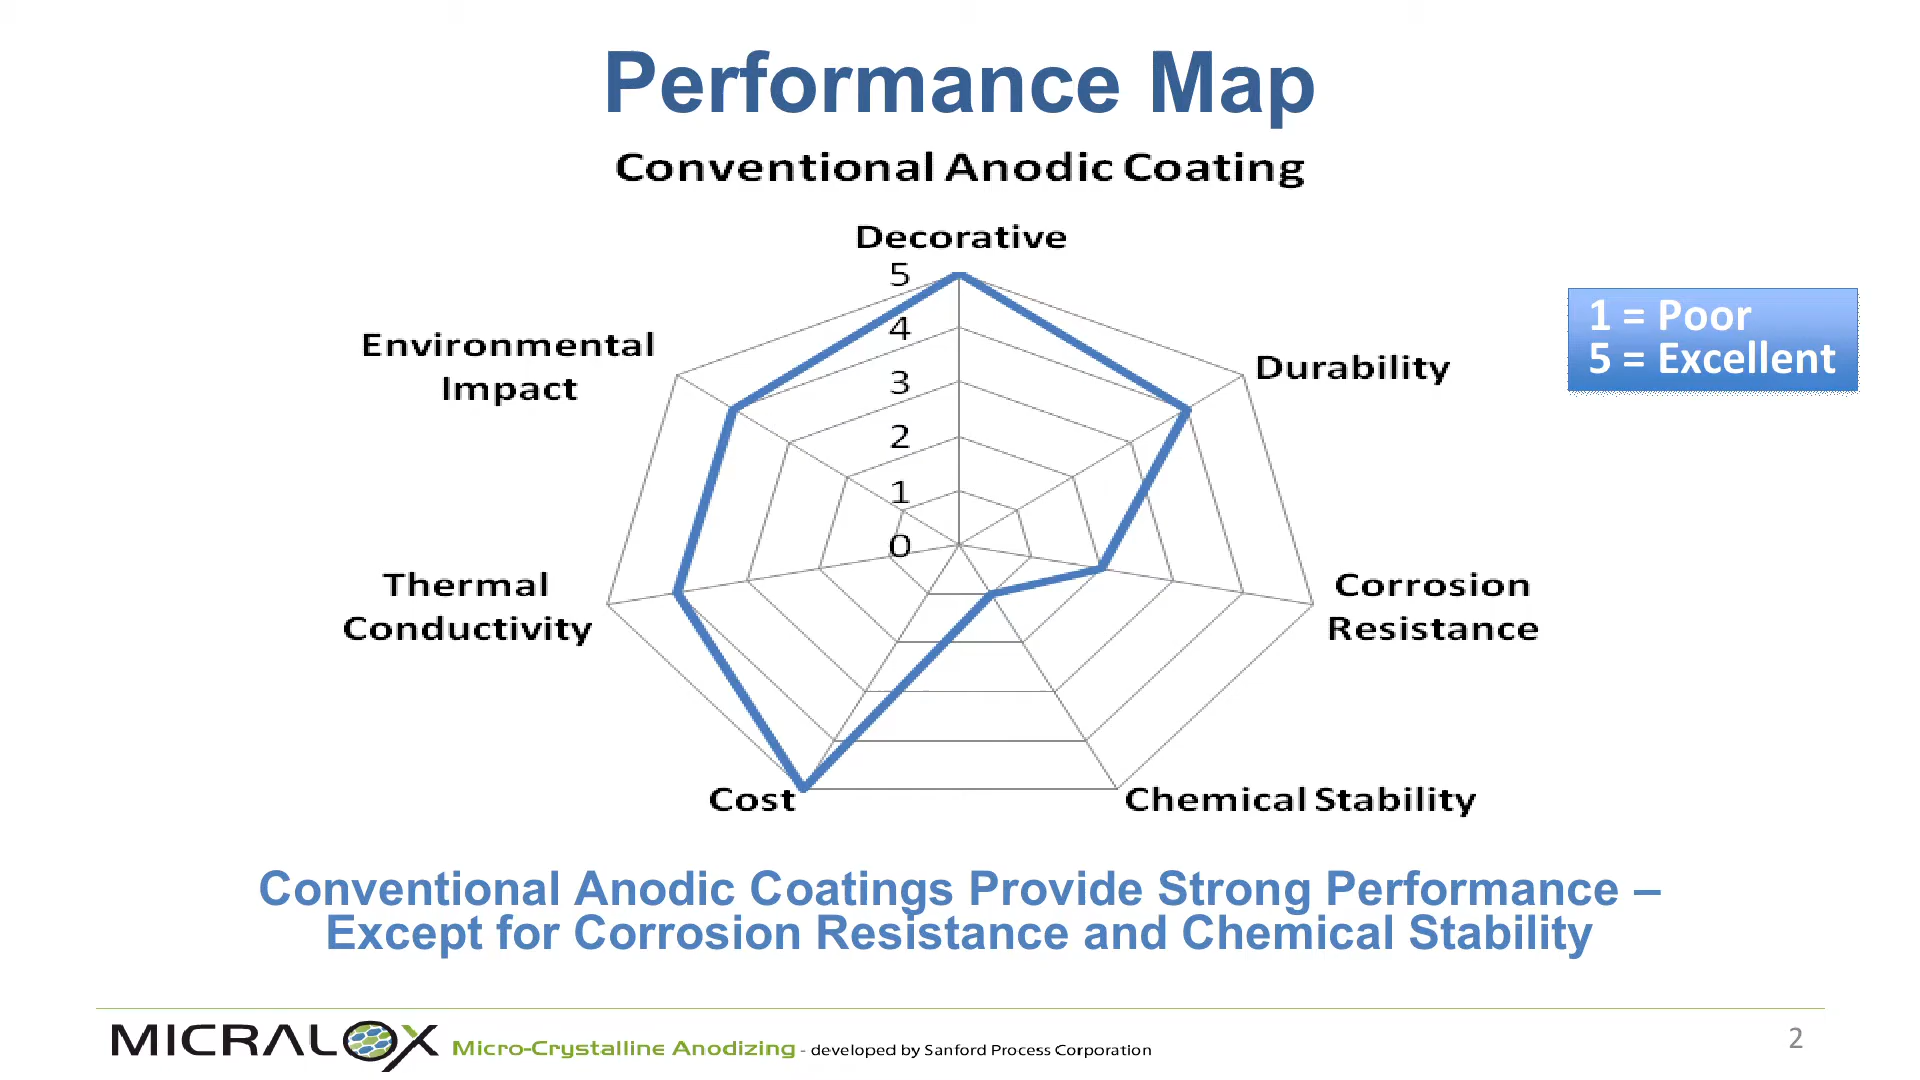 Performance Map
Conventional Anodic Coating
Decorative
5
4
3
2
1
0
1 = Poor
5 = Excellent
Environmental
Impact
Durability
Thermal
Conductivity
Corrosion
Resistance
Cost
Chemical Stability
Conventional Anodic Coatings Provide Strong Performance –
Except for Corrosion Resistance and Chemical Stability
MICRALOX Micro-Crystalline Anodizing - developed by Sanford Process Corporation
2